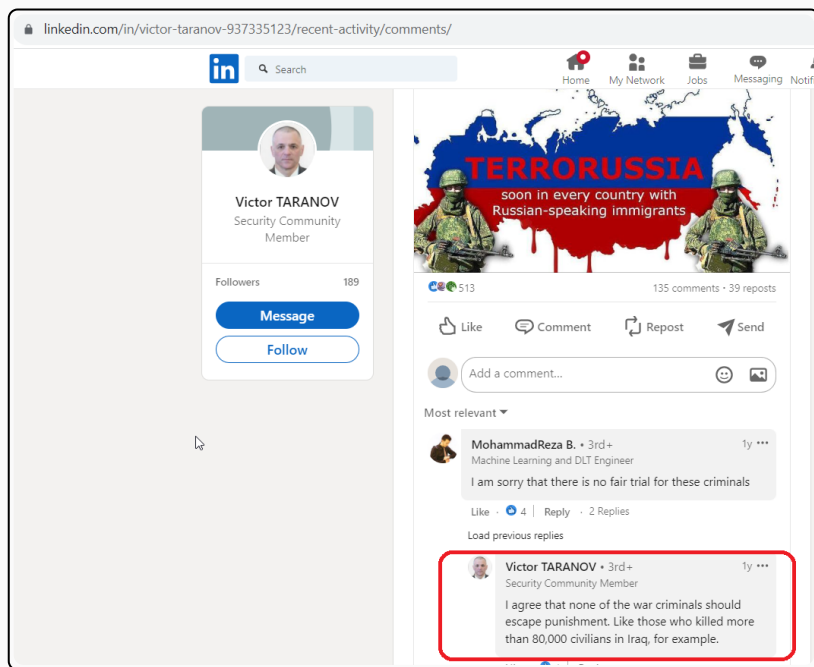 linkedin.com/in/victor-taranov-937335123/recent-activity/comments/
in
Search
Home
My Network
Jobs
Messaging
Victor TARANOV
Security Community
Member
Followers 189
Message
Follow
TERRORUSSIA
soon in every country with
Russian-speaking immigrants
513
135 comments • 39 reposts
Like
Comment
Repost
Send
Add a comment...
Most relevant
MohammadReza B. • 3rd+
1y
Machine Learning and DLT Engineer
I am sorry that there is no fair trial for these criminals
Like · 4 | Reply · 2 Replies
Load previous replies
Victor TARANOV • 3rd+
1y
Security Community Member
I agree that none of the war criminals should
escape punishment. Like those who killed more
than 80,000 civilians in Iraq, for example.